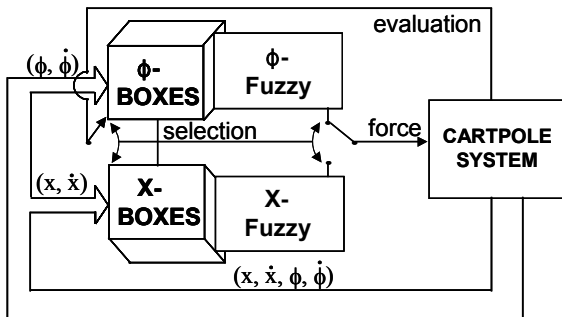 evaluation
(ϕ, ϕ̇)
ϕ-
BOXES
ϕ-
Fuzzy
selection
force
CARTPOLE
SYSTEM
(x, ẋ)
X-
BOXES
X-
Fuzzy
(x, ẋ, ϕ, ϕ̇)